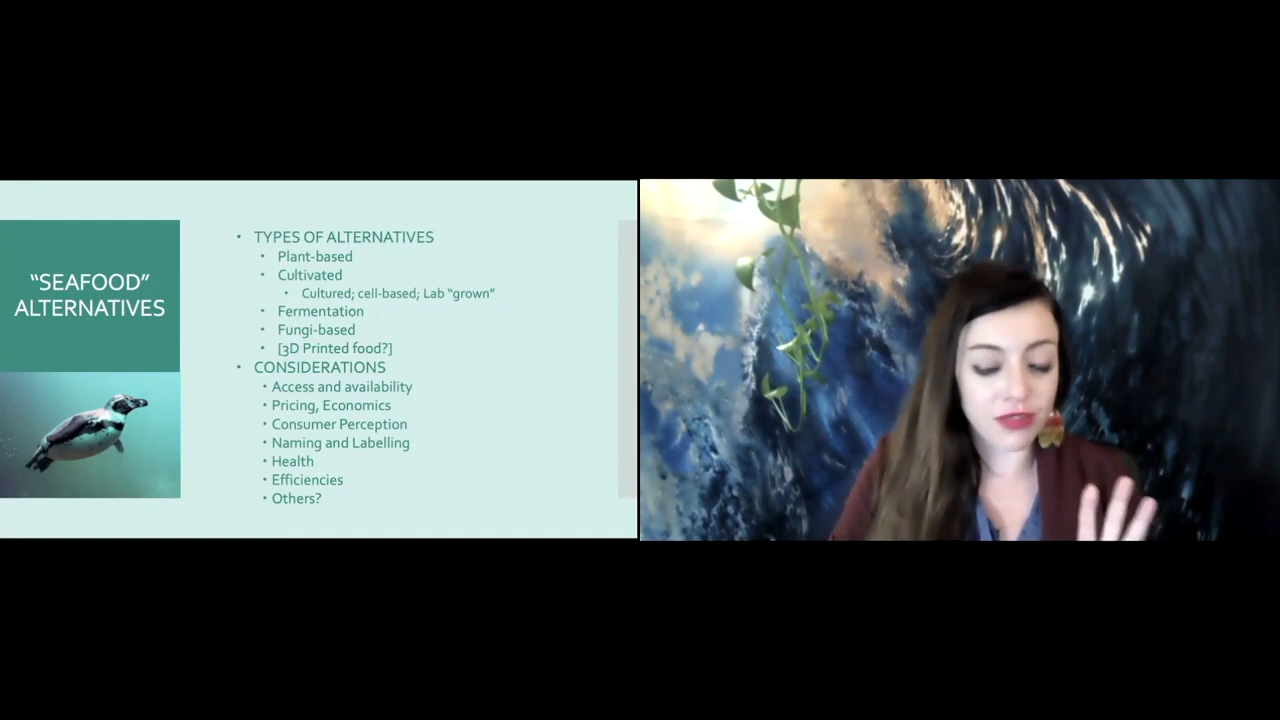 “SEAFOOD”
ALTERNATIVES
• TYPES OF ALTERNATIVES
• Plant-based
• Cultivated
• Cultured; cell-based; Lab “grown”
• Fermentation
• Fungi-based
• [3D Printed food?]
• CONSIDERATIONS
• Access and availability
• Pricing, Economics
• Consumer Perception
• Naming and Labelling
• Health
• Efficiencies
• Others?